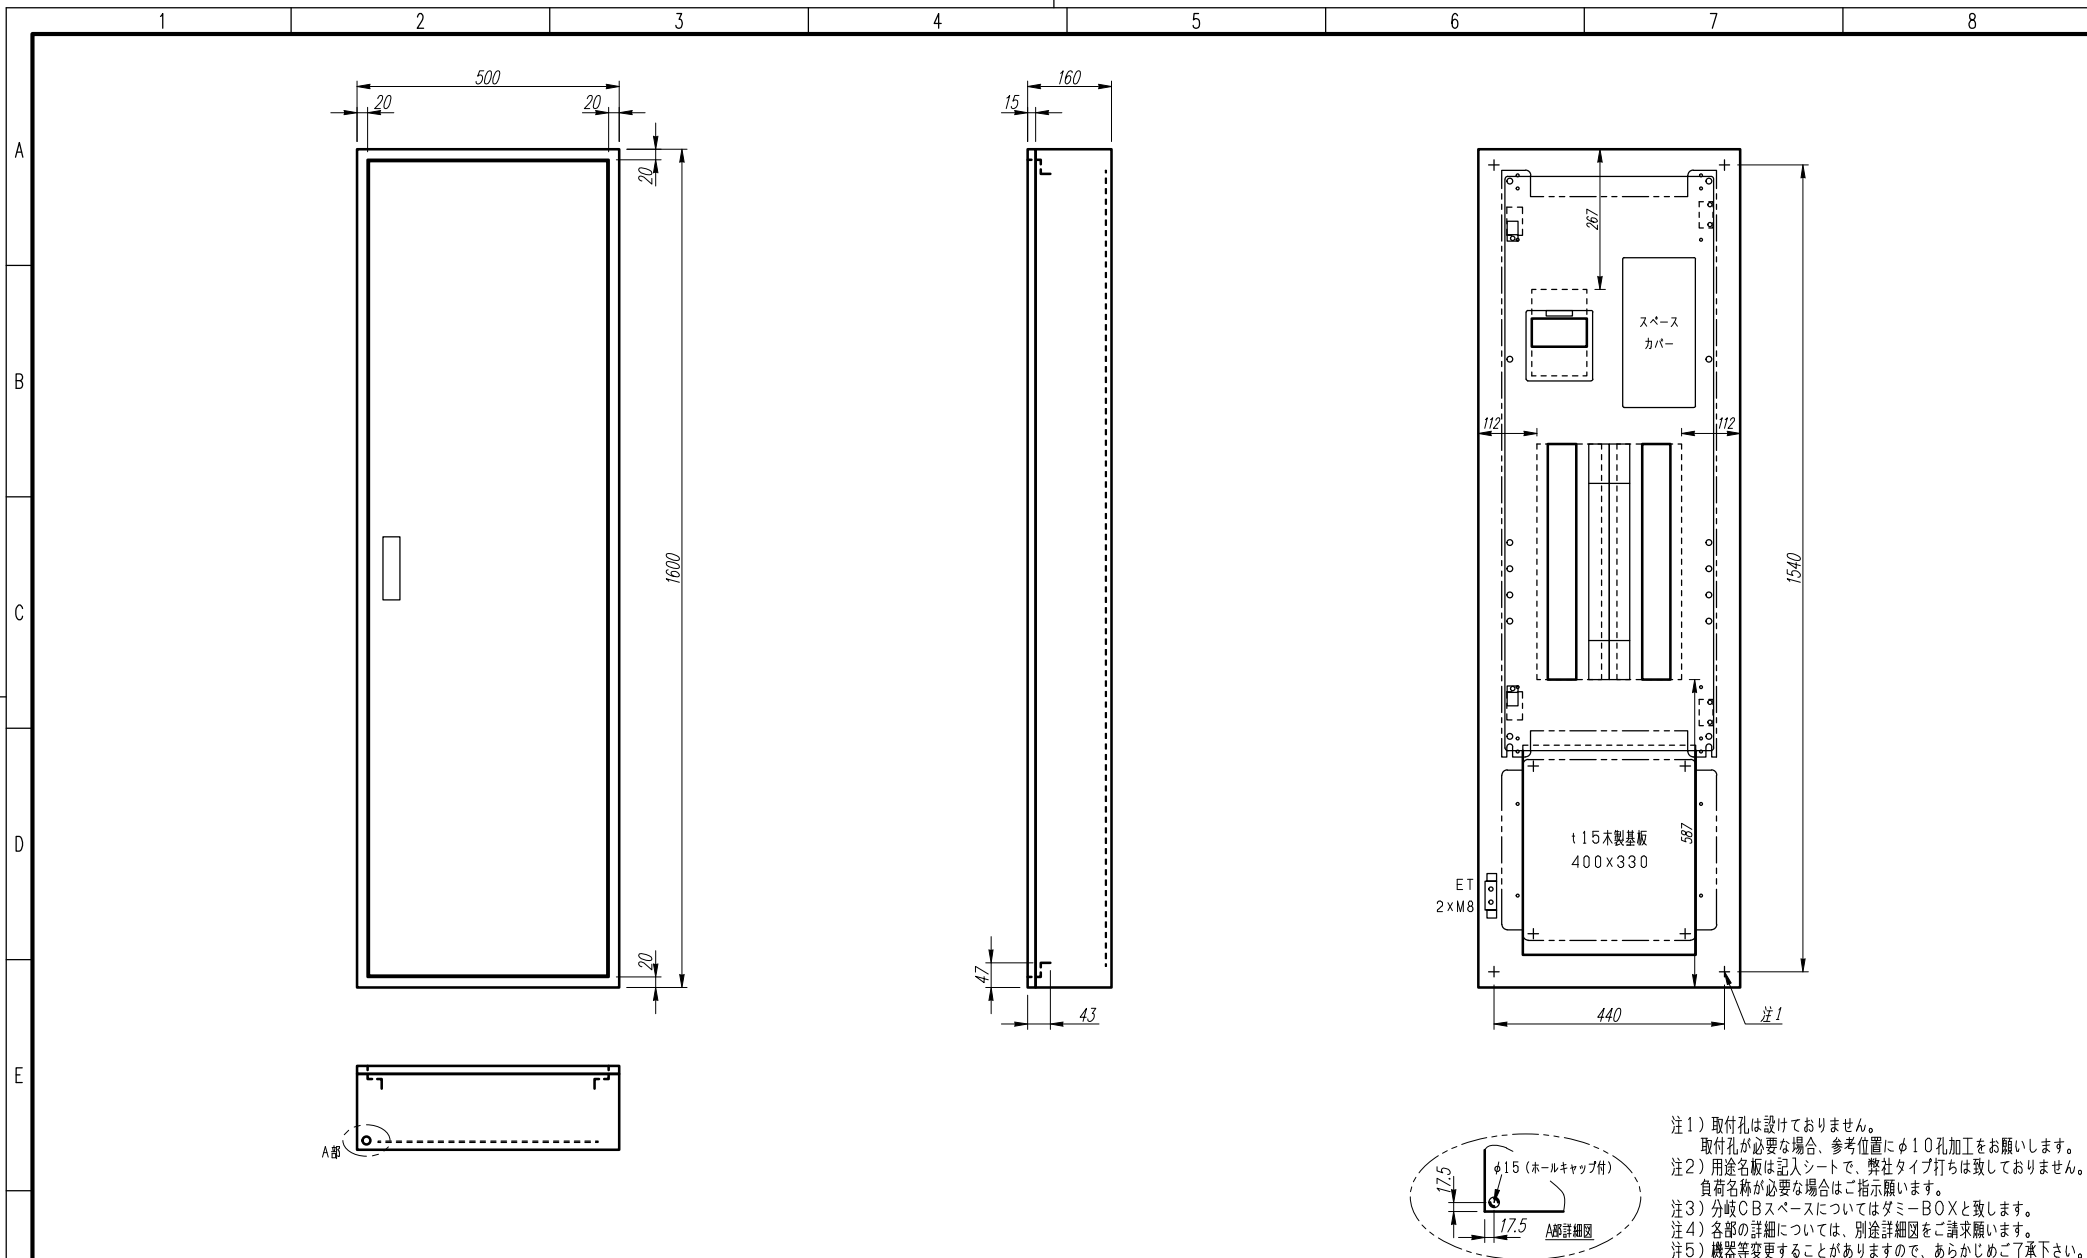 1 2 3 4 5 6 7 8
A
B
C
D
E
500
20
20
20
1600
20
160
15
47
43
267
スペース
カバー
112
112
1540
587
t15木製基板
400×330
ET
2×M8
440
注1
A部
φ15(ホールキャップ付)
17.5
17.5
A部詳細図
注1)取付孔は設けておりません。
取付孔が必要な場合、参考位置にφ10孔加工をお願いします。
注2)用途名板は記入シートで、弊社タイプ打ちは致しておりません。
負荷名称が必要な場合はご指示願います。
注3)分岐CBスペースについてはダミーBOXと致します。
注4)各部の詳細については、別途詳細図をご請求願います。
注5)機器等変更することがありますので、あらかじめご了承下さい。